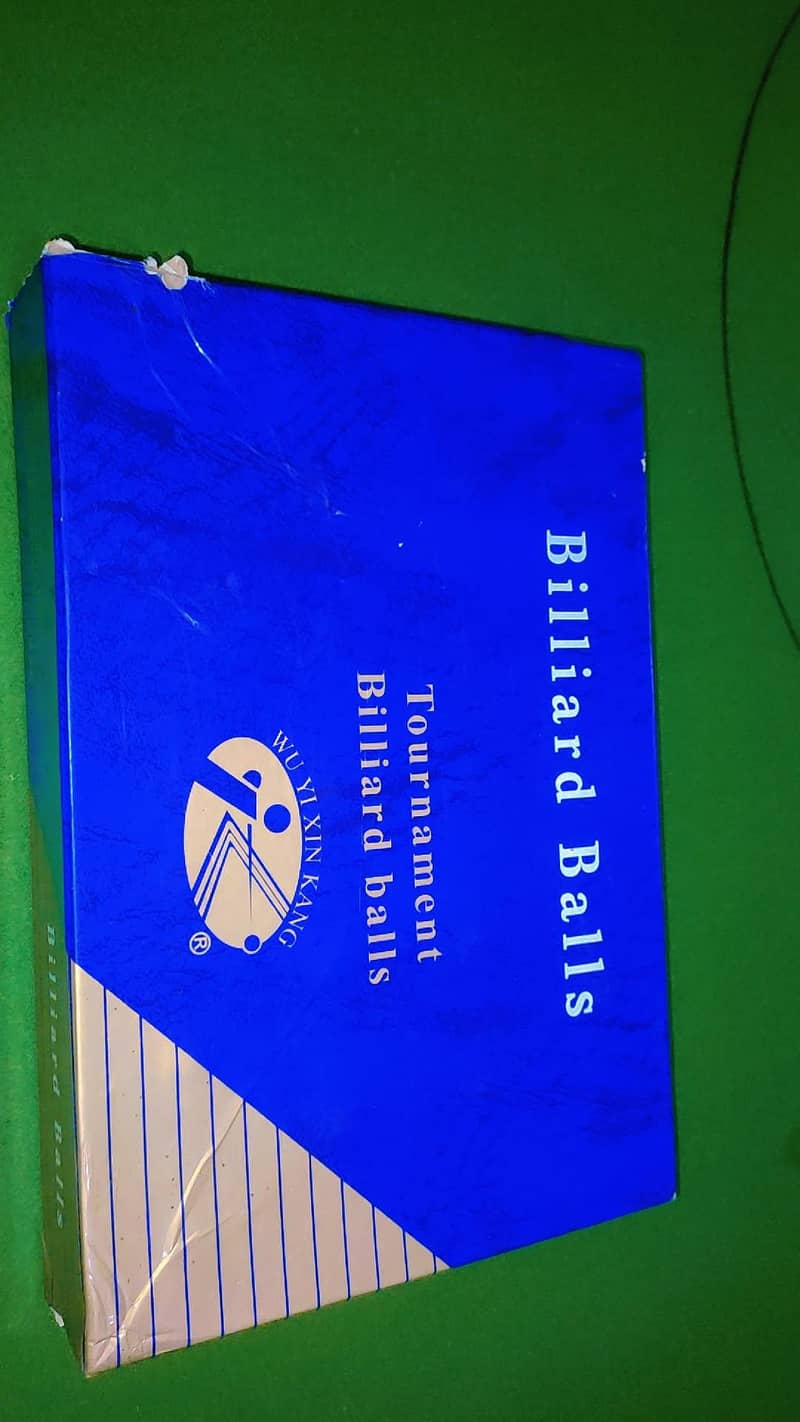 Billiard Balls
Tournament
Billiard balls
WU YI XIN KANG
®
Billiard Balls